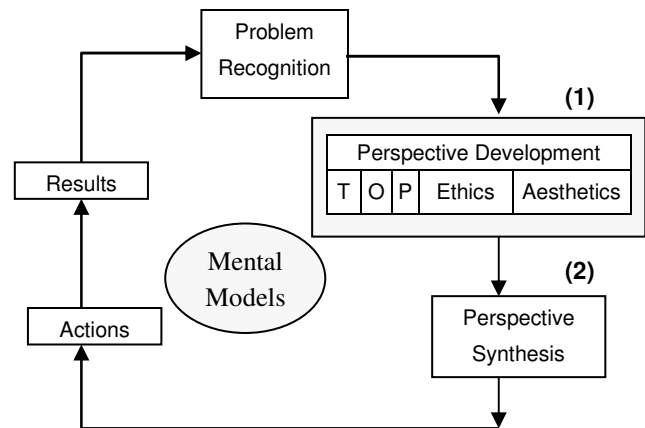 Problem
Recognition
(1)
Perspective Development
T O P Ethics Aesthetics
Results
Mental
Models
(2)
Perspective
Synthesis
Actions